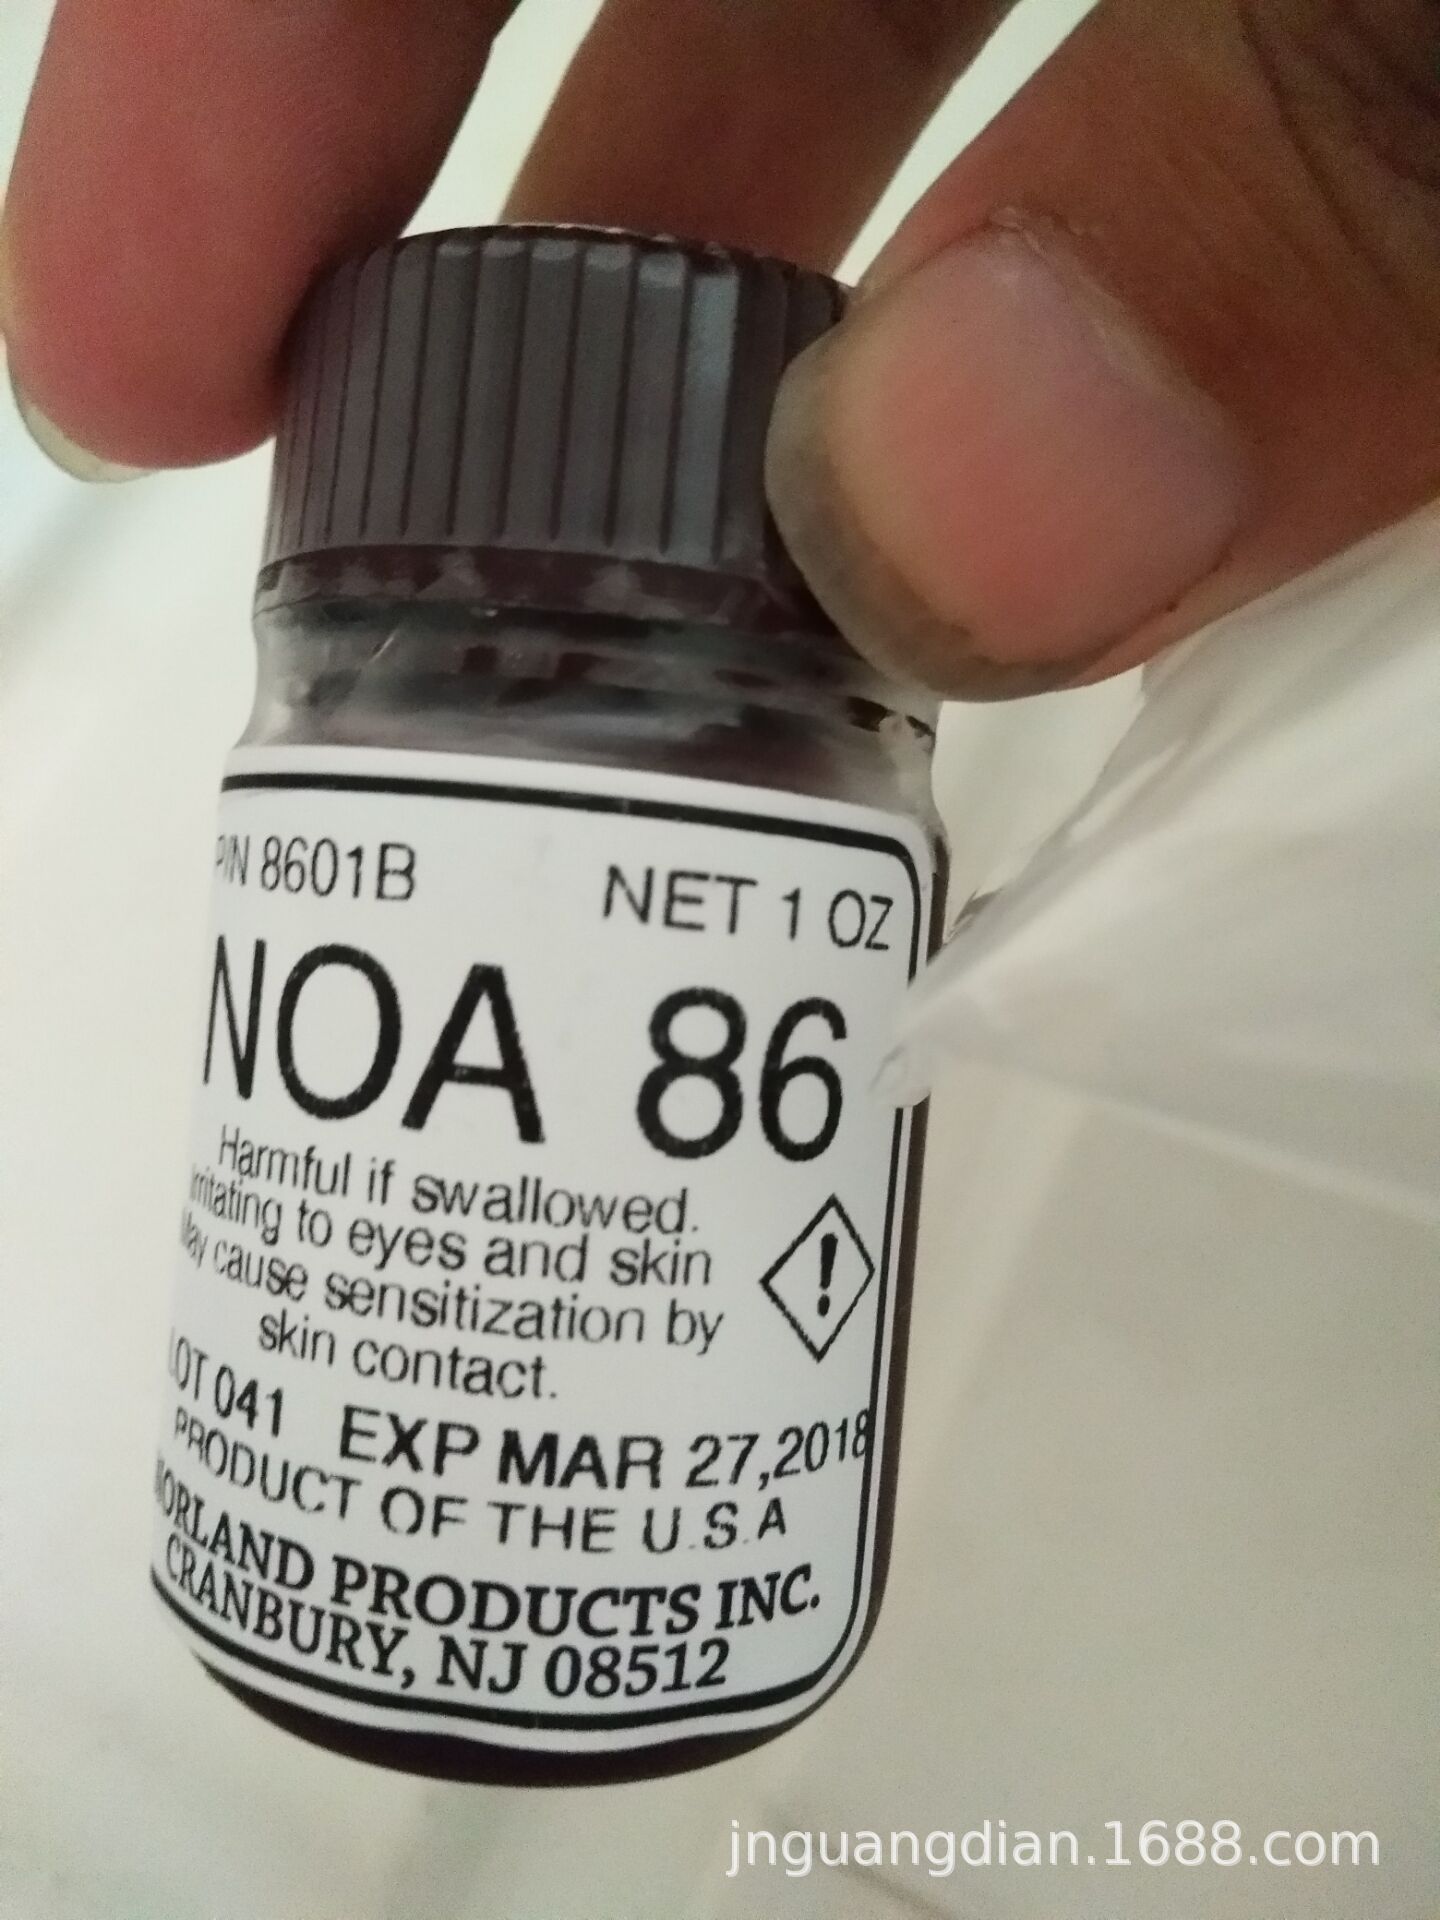 P/N 8601B NET 1 OZ
NOA 86
Harmful if swallowed.
Irritating to eyes and skin
May cause sensitization by
skin contact.
!
LOT 041 EXP MAR 27,2018
PRODUCT OF THE U.S.A
NORLAND PRODUCTS INC.
CRANBURY, NJ 08512
jnguangdian.1688.com